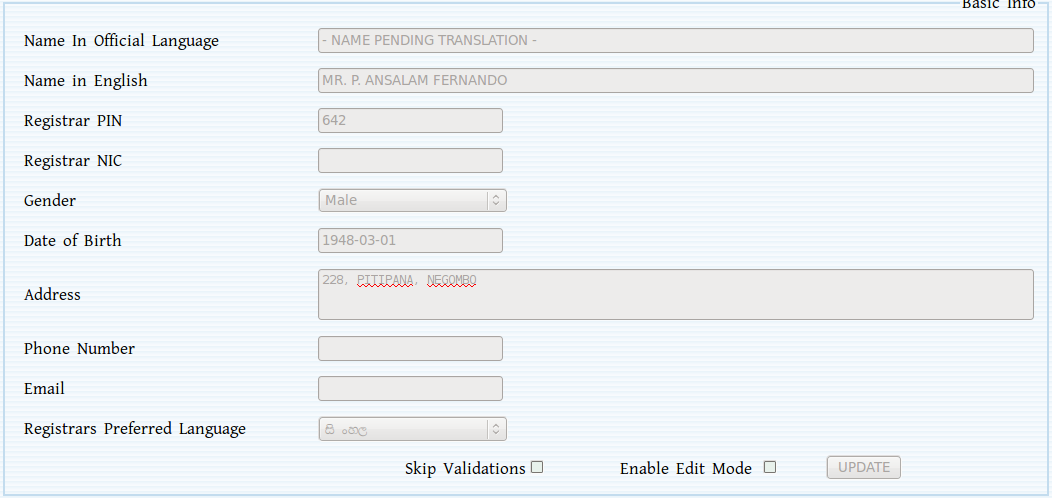 Basic Info
Name In Official Language - NAME PENDING TRANSLATION -
Name in English MR. P. ANSALAM FERNANDO
Registrar PIN 642
Registrar NIC
Gender Male
Date of Birth 1948-03-01
Address 228, PITIPANA, NEGOMBO
Phone Number
Email
Registrars Preferred Language සිංහල
Skip Validations Enable Edit Mode UPDATE